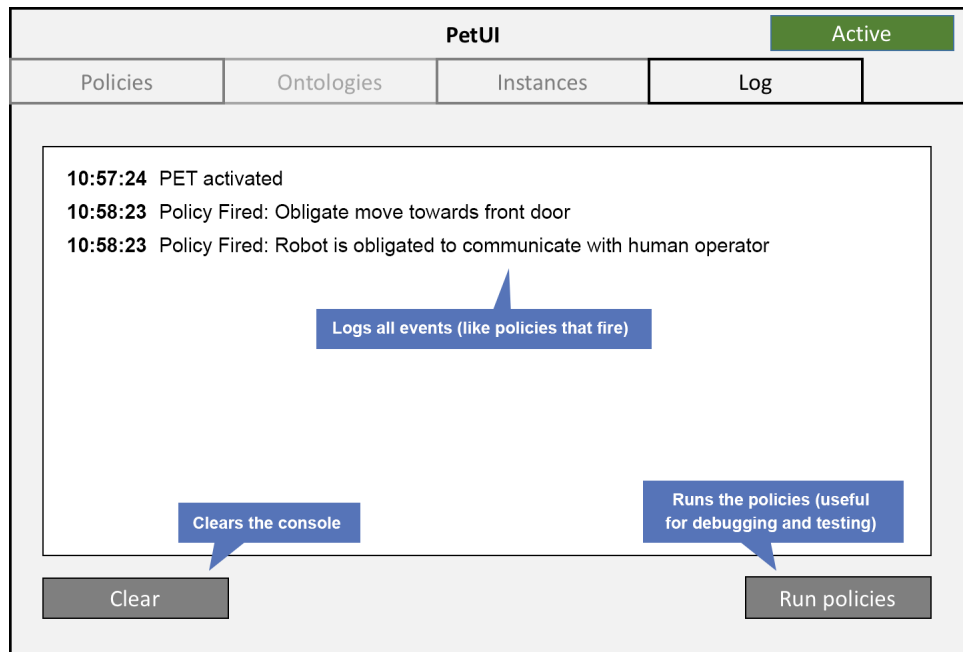 PetUI
Active
Policies
Ontologies
Instances
Log
10:57:24 PET activated
10:58:23 Policy Fired: Obligate move towards front door
10:58:23 Policy Fired: Robot is obligated to communicate with human operator
Logs all events (like policies that fire)
Clears the console
Runs the policies (useful
for debugging and testing)
Clear
Run policies